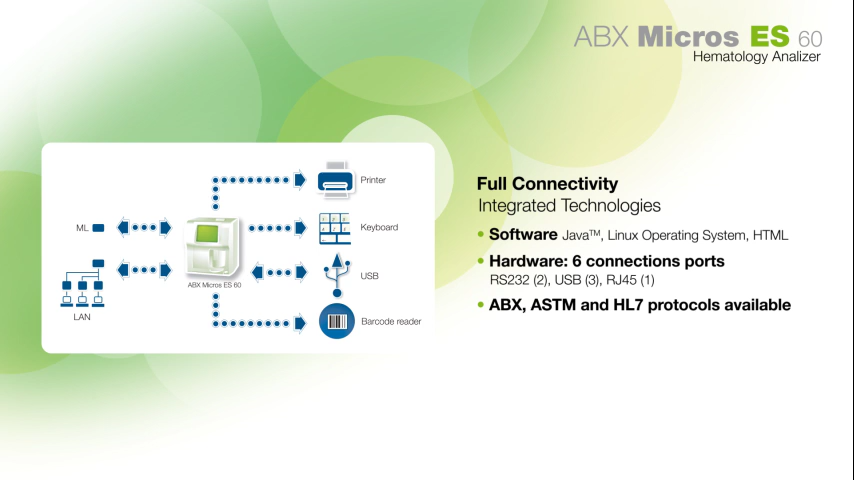 ABX Micros ES 60
Hematology Analizer
Printer
ML
Keyboard
USB
ABX Micros ES 60
LAN
Barcode reader
Full Connectivity
Integrated Technologies
• Software Java™, Linux Operating System, HTML
• Hardware: 6 connections ports
RS232 (2), USB (3), RJ45 (1)
• ABX, ASTM and HL7 protocols available